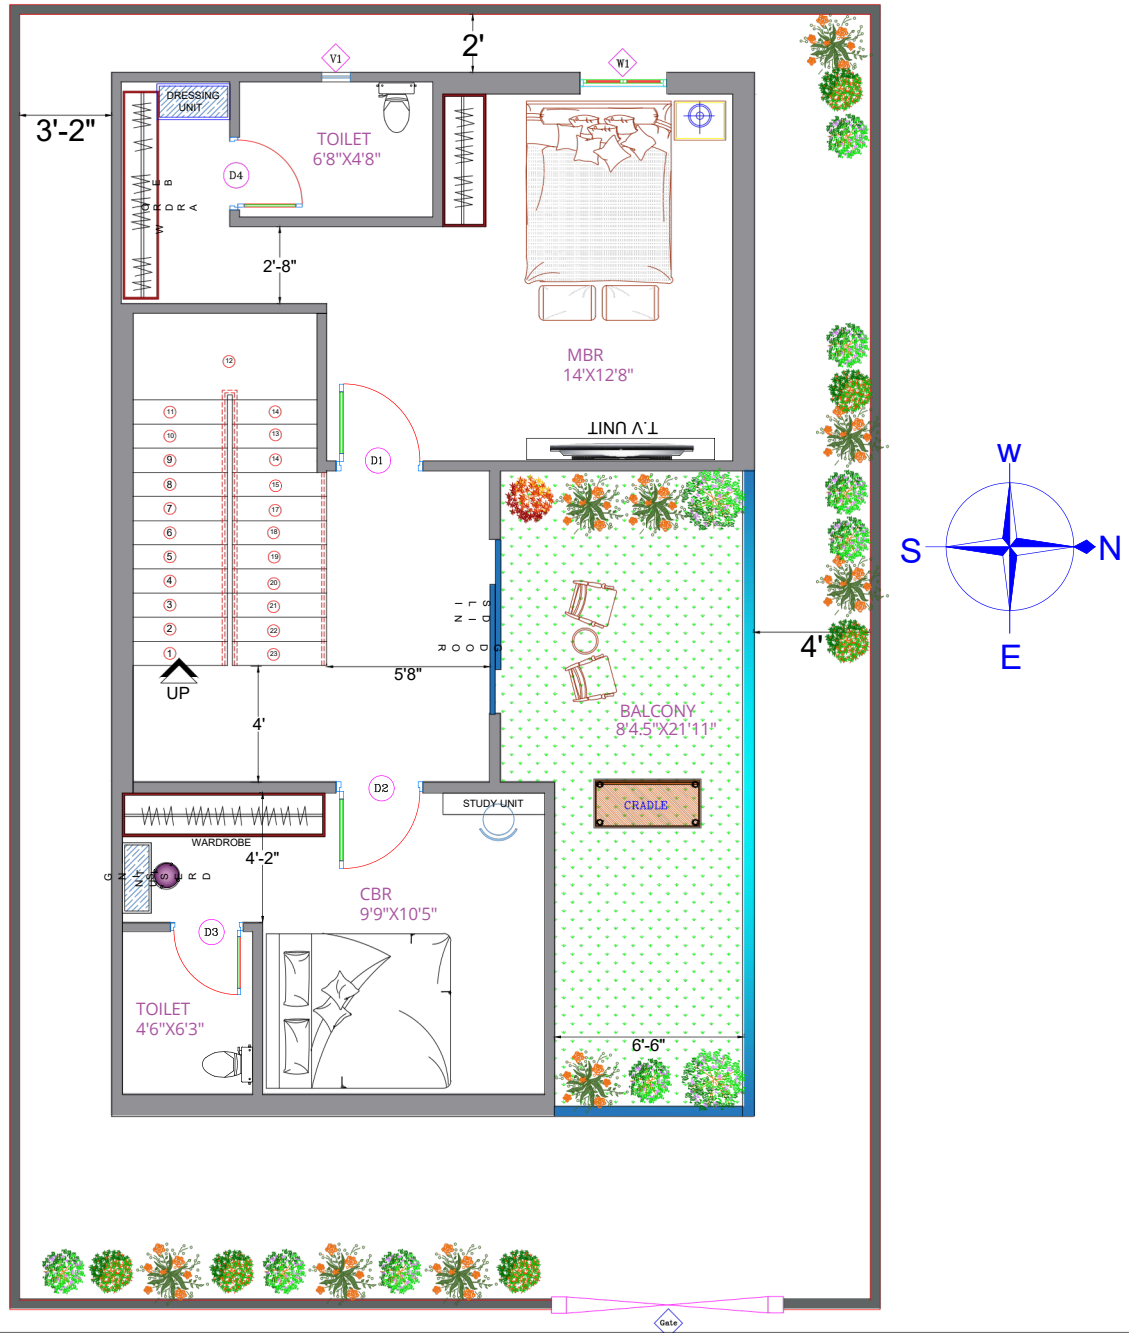 2'
V1
W1
3'-2"
DRESSING
UNIT
TOILET
6'8"X4'8"
D4
WARDROBE
2'-8"
MBR
14'X12'8"
T.V UNIT
D1
12
11
10
9
8
7
6
5
4
3
2
1
14
13
14
15
17
18
19
20
21
22
23
UP
5'8"
4'
SLIDING
DOOR
BALCONY
8'4.5"X21'11"
4'
W
S
N
E
D2
STUDY UNIT
CRADLE
WARDROBE
4'-2"
CBR
9'9"X10'5"
D3
TOILET
4'6"X6'3"
6'-6"
Gate